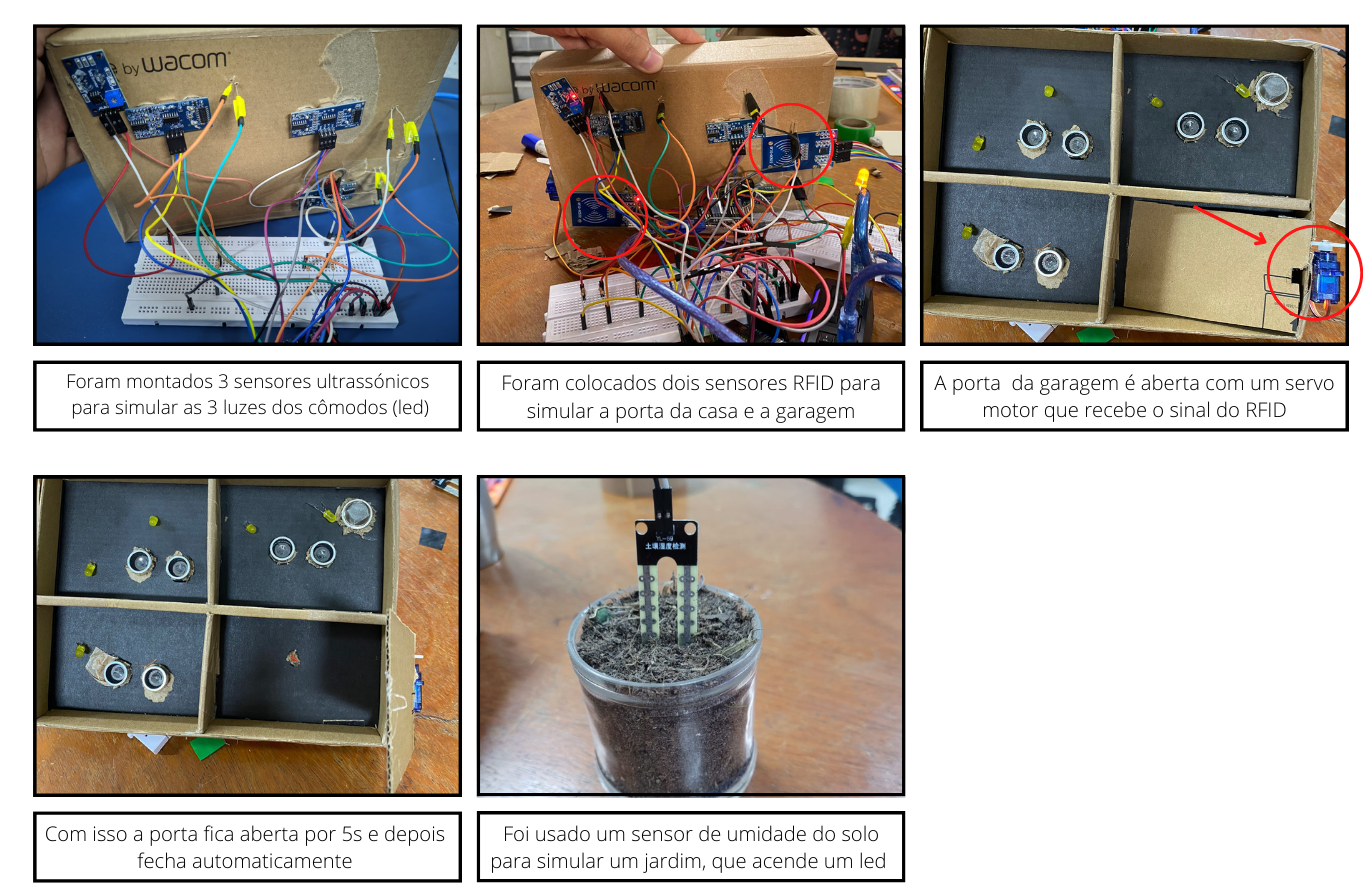 by wacom
by wacom
Foram montados 3 sensores ultrassónicos
para simular as 3 luzes dos cômodos (led)
Foram colocados dois sensores RFID para
simular a porta da casa e a garagem
A porta da garagem é aberta com um servo
motor que recebe o sinal do RFID
YL-69
土壤湿度检测
Com isso a porta fica aberta por 5s e depois
fecha automaticamente
Foi usado um sensor de umidade do solo
para simular um jardim, que acende um led